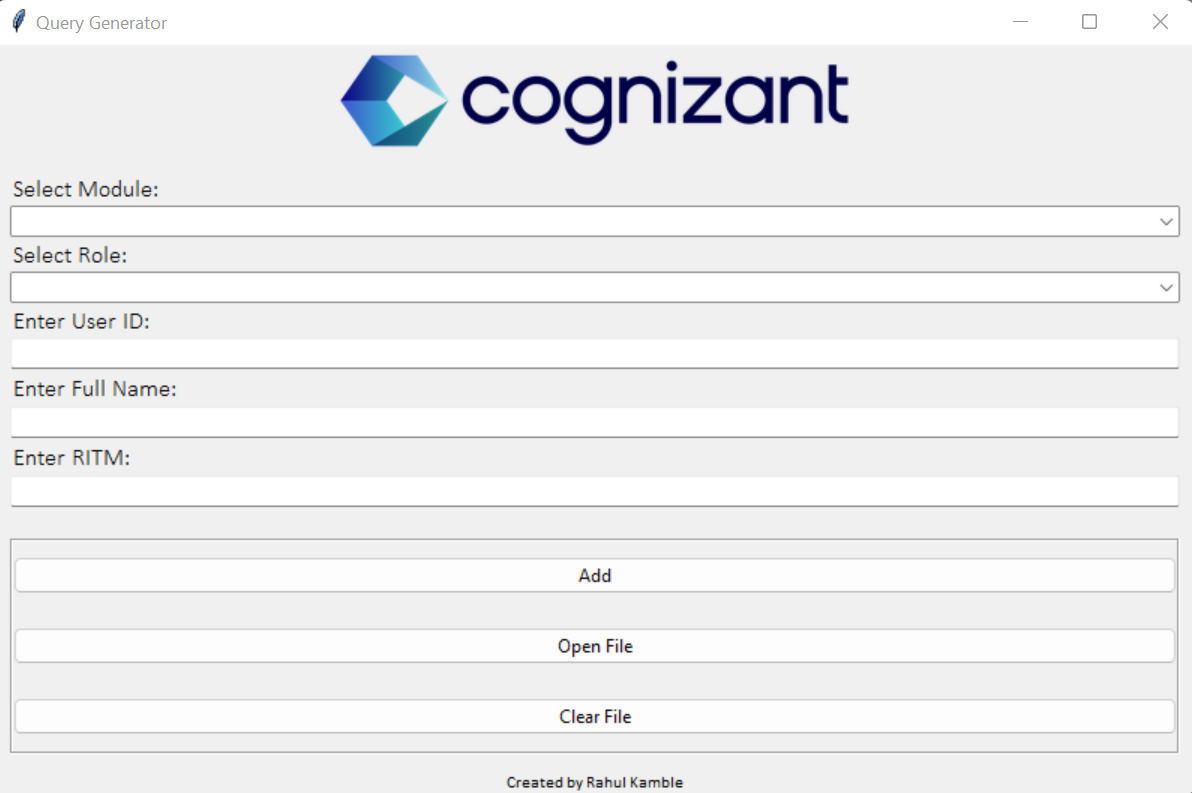 Query Generator
cognizant
Select Module:
Select Role:
Enter User ID:
Enter Full Name:
Enter RITM:
Add
Open File
Clear File
Created by Rahul Kamble